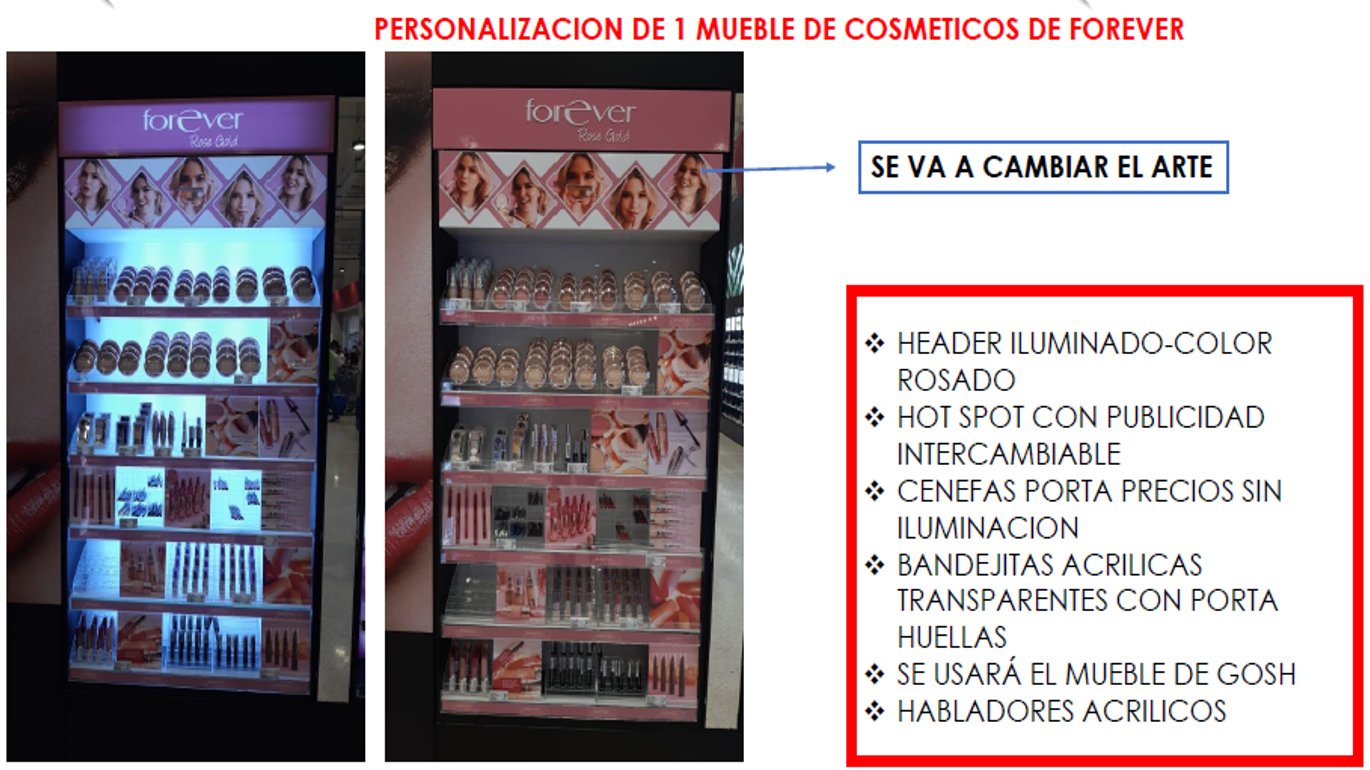 PERSONALIZACION DE 1 MUEBLE DE COSMETICOS DE FOREVER
forever
Rose Gold
forever
Rose Gold
SE VA A CAMBIAR EL ARTE
❖ HEADER ILUMINADO-COLOR
ROSADO
❖ HOT SPOT CON PUBLICIDAD
INTERCAMBIABLE
❖ CENEFAS PORTA PRECIOS SIN
ILUMINACION
❖ BANDEJITAS ACRILICAS
TRANSPARENTES CON PORTA
HUELLAS
❖ SE USARÁ EL MUEBLE DE GOSH
❖ HABLADORES ACRILICOS